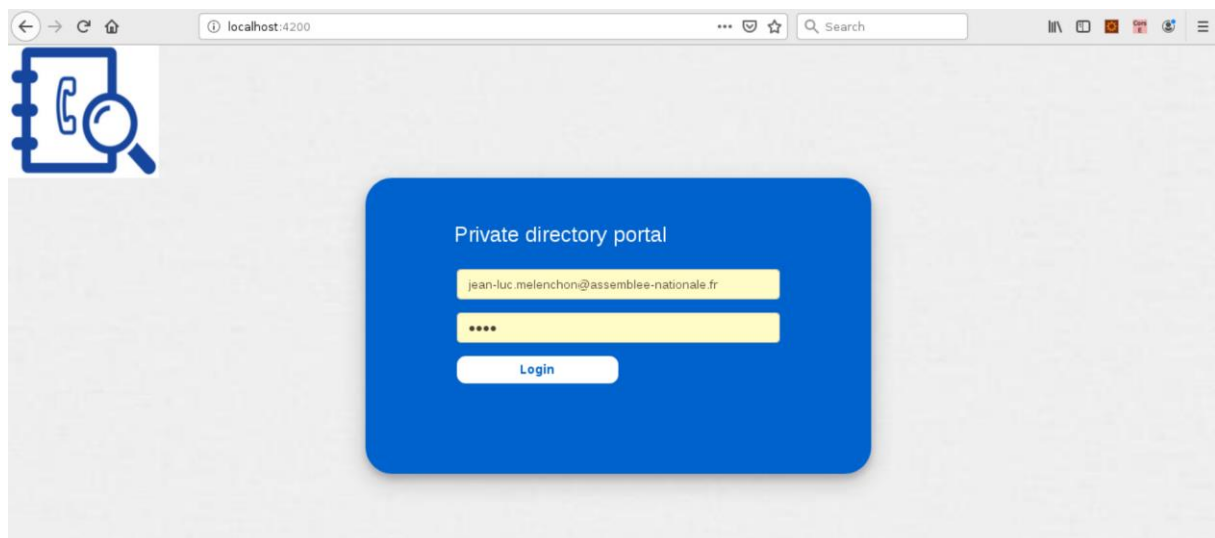 localhost:4200
Search
Private directory portal
jean-luc.melenchon@assemblee-nationale.fr
••••
Login